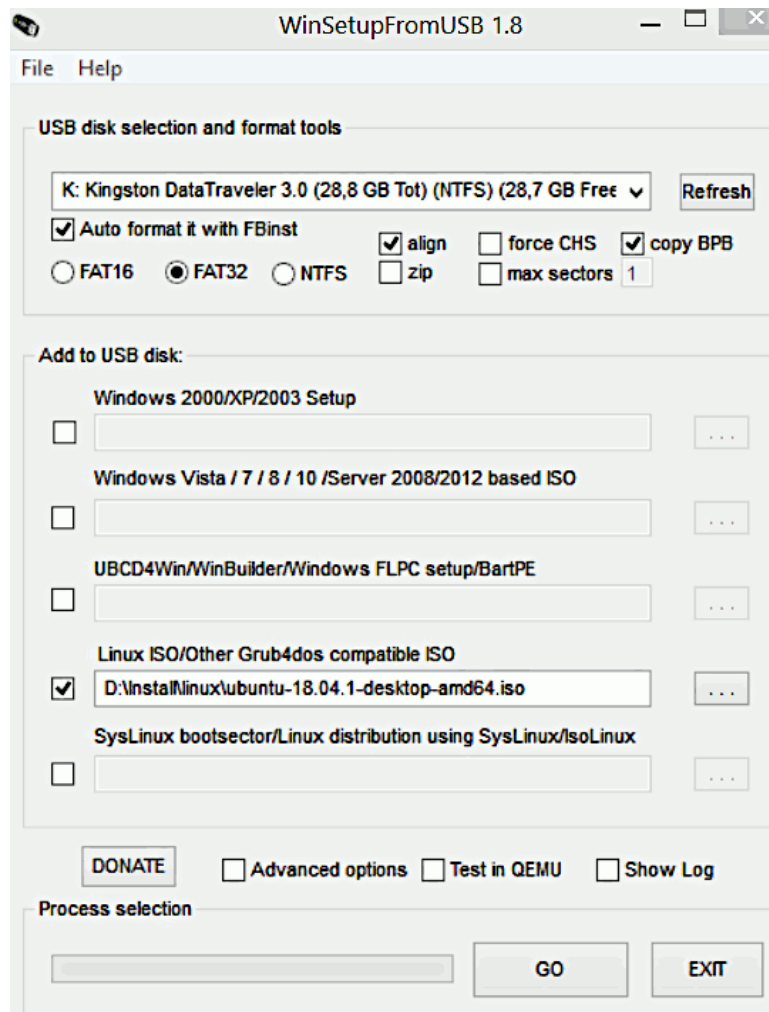 WinSetupFromUSB 1.8
File Help
USB disk selection and format tools
K: Kingston DataTraveler 3.0 (28,8 GB Tot) (NTFS) (28,7 GB Free
Refresh
Auto format it with FBinst
align force CHS copy BPB
FAT16 FAT32 NTFS zip max sectors 1
Add to USB disk:
Windows 2000/XP/2003 Setup
...
Windows Vista / 7 / 8 / 10 /Server 2008/2012 based ISO
...
UBCD4Win/WinBuilder/Windows FLPC setup/BartPE
...
Linux ISO/Other Grub4dos compatible ISO
D:\Install\linux\ubuntu-18.04.1-desktop-amd64.iso ...
SysLinux bootsector/Linux distribution using SysLinux/IsoLinux
...
DONATE Advanced options Test in QEMU Show Log
Process selection
GO EXIT